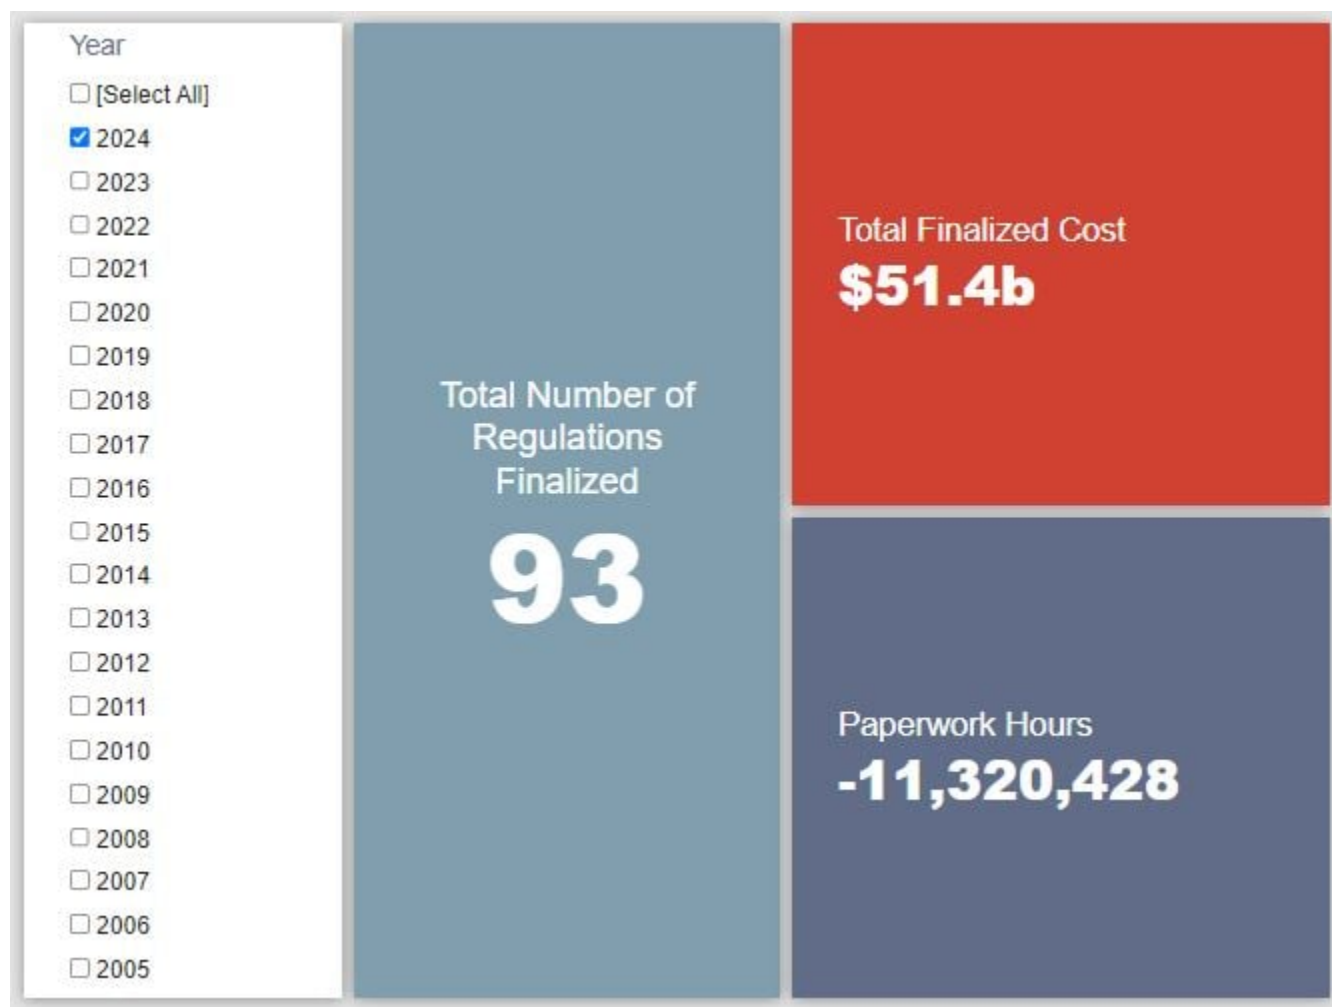 Year
[Select All]
2024
2023
2022
2021
2020
2019
2018
2017
2016
2015
2014
2013
2012
2011
2010
2009
2008
2007
2006
2005
Total Number of
Regulations
Finalized
93
Total Finalized Cost
$51.4b
Paperwork Hours
-11,320,428